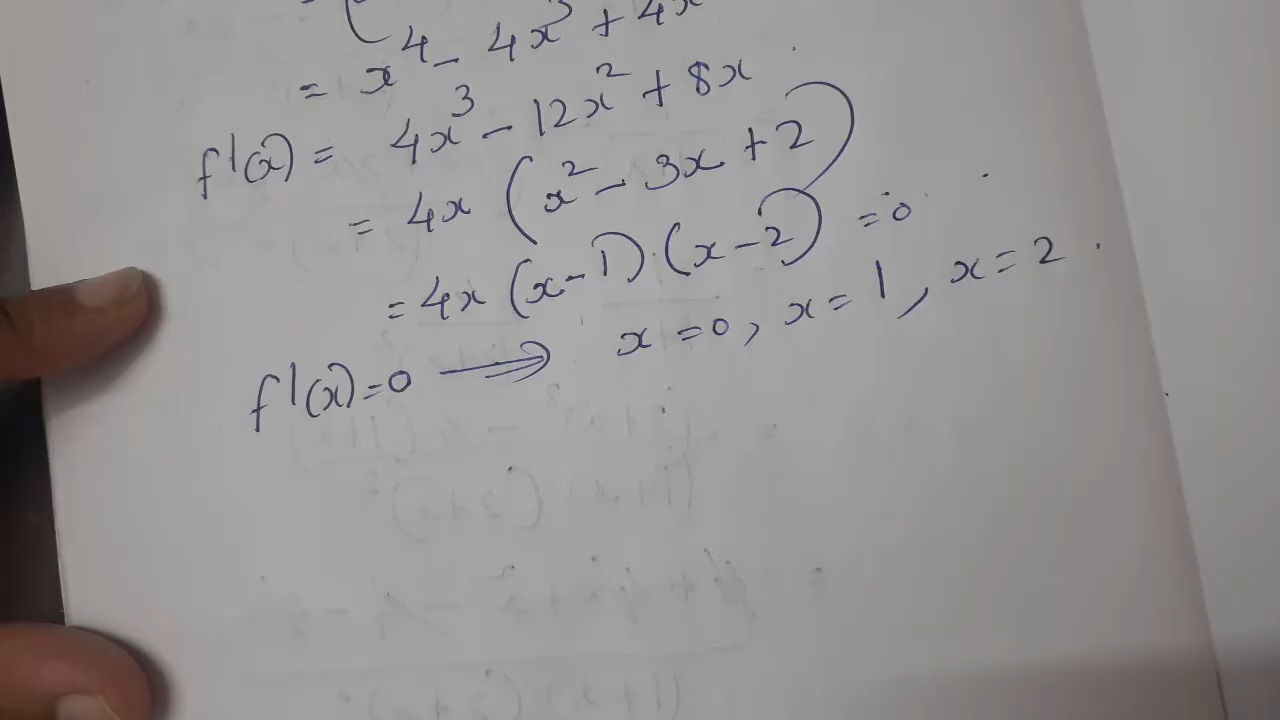 = x⁴ - 4x³ + 4x
f'(x) = 4x³ - 12x² + 8x
= 4x (x² - 3x + 2)
= 4x (x-1) (x-2) = 0
f'(x) = 0 ⟹ x = 0, x = 1, x = 2